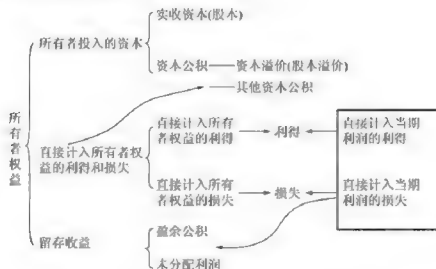 实收资本(股本)
所有者投入的资本
资本公积——资本溢价(股本溢价)
——其他资本公积
所有者权益
直接计入所有者权
益的利得和损失
直接计入所有
者权益的利得
利得
直接计入当期
利润的利得
直接计入所有
者权益的损失
损失
直接计入当期
利润的损失
留存收益
盈余公积
未分配利润